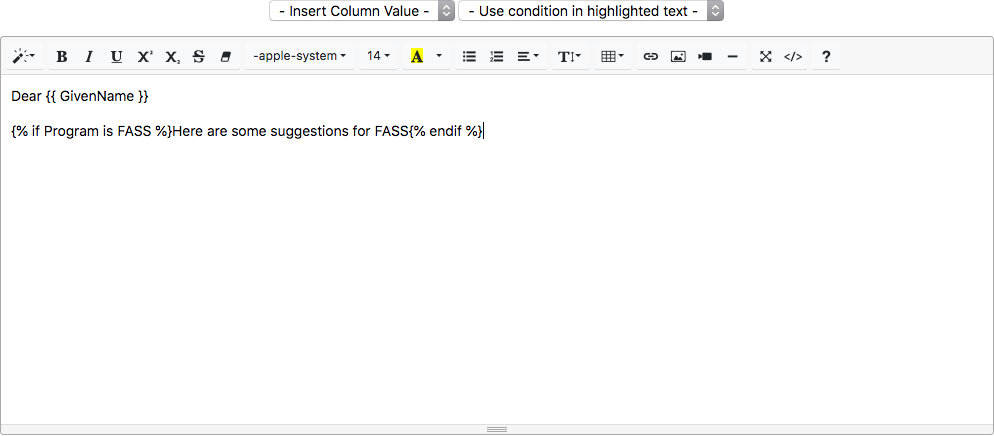 - Insert Column Value - - Use condition in highlighted text -
B I U X² X₂ S -apple-system 14 A T </> ?
Dear {{ GivenName }}
{% if Program is FASS %}Here are some suggestions for FASS{% endif %}